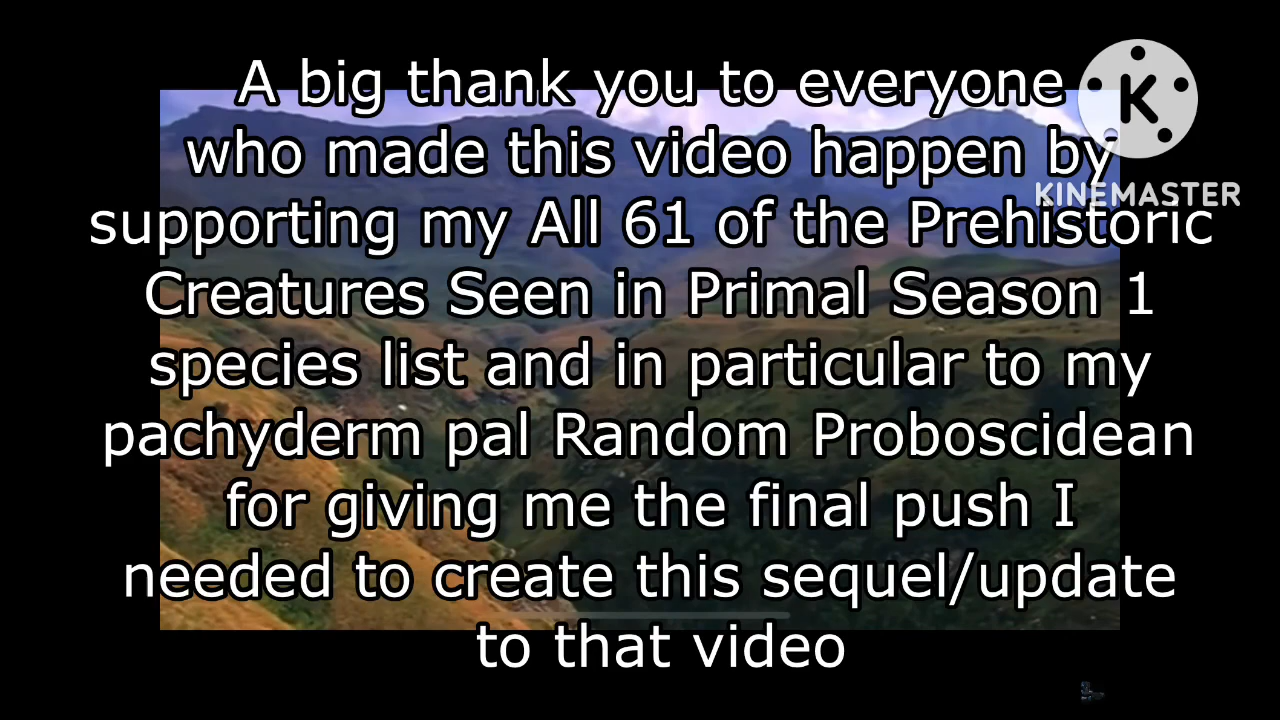 A big thank you to everyone
who made this video happen by
supporting my All 61 of the Prehistoric
Creatures Seen in Primal Season 1
species list and in particular to my
pachyderm pal Random Proboscidean
for giving me the final push I
needed to create this sequel/update
to that video
K
KINEMASTER